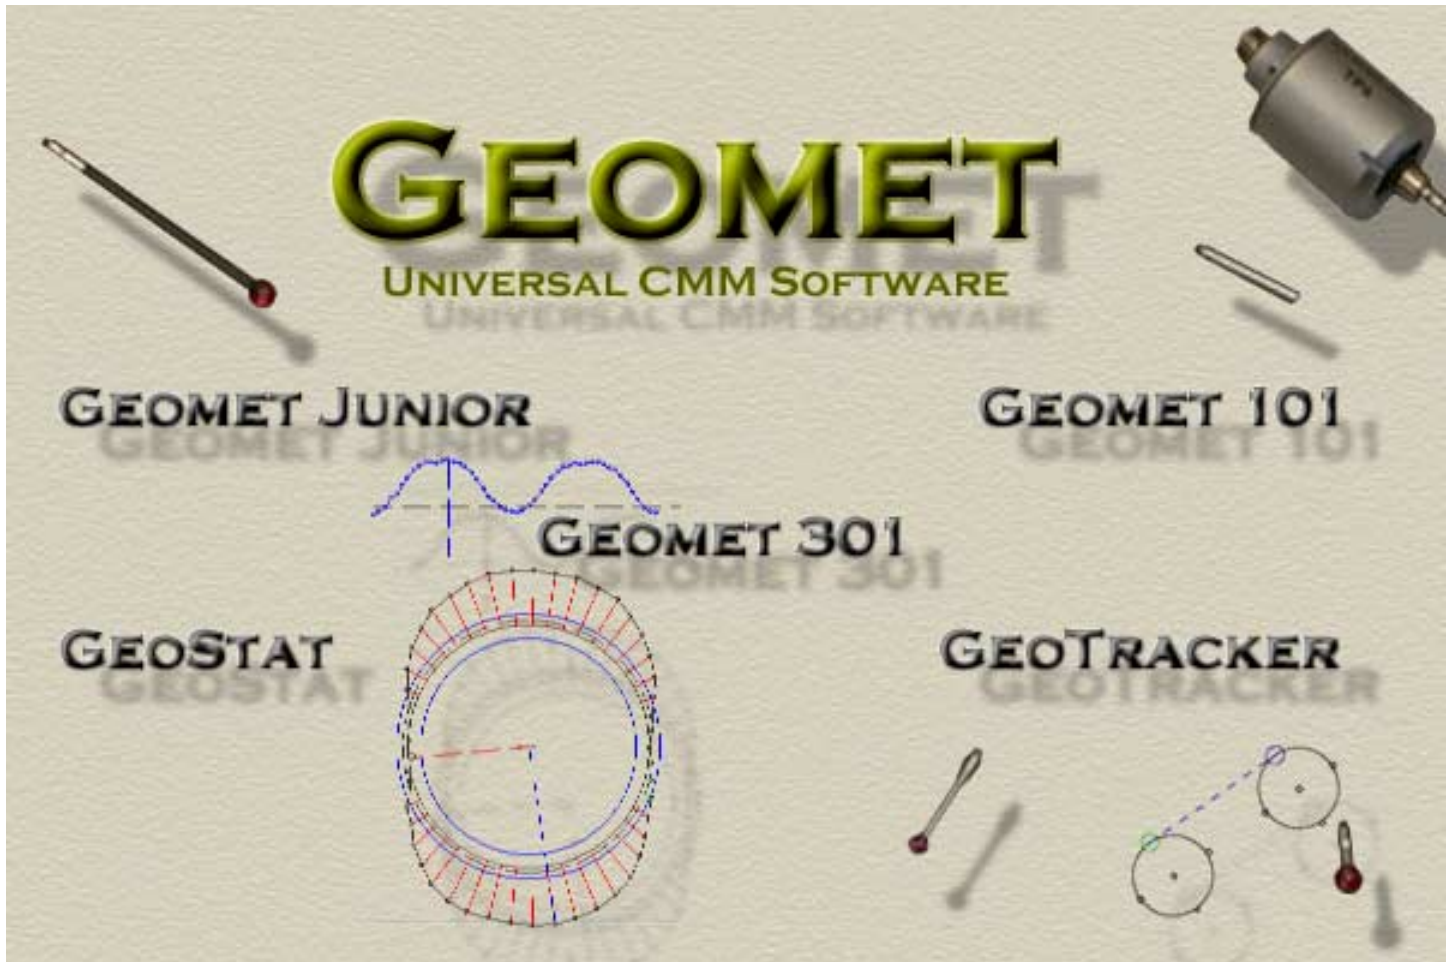 GEOMET
UNIVERSAL CMM SOFTWARE
GEOMET JUNIOR
GEOMET 101
GEOMET 301
GEOSTAT
GEOTRACKER